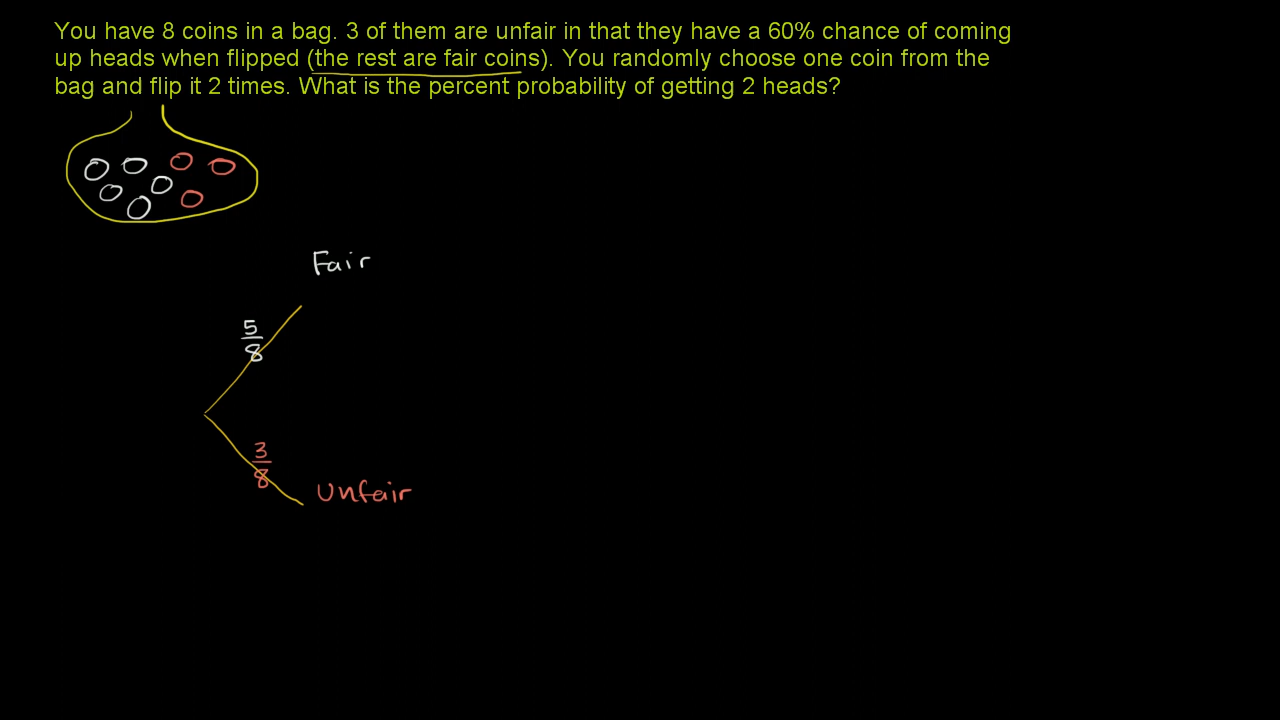 You have 8 coins in a bag. 3 of them are unfair in that they have a 60% chance of coming
up heads when flipped (the rest are fair coins). You randomly choose one coin from the
bag and flip it 2 times. What is the percent probability of getting 2 heads?
Fair
5/8
3/8
Unfair